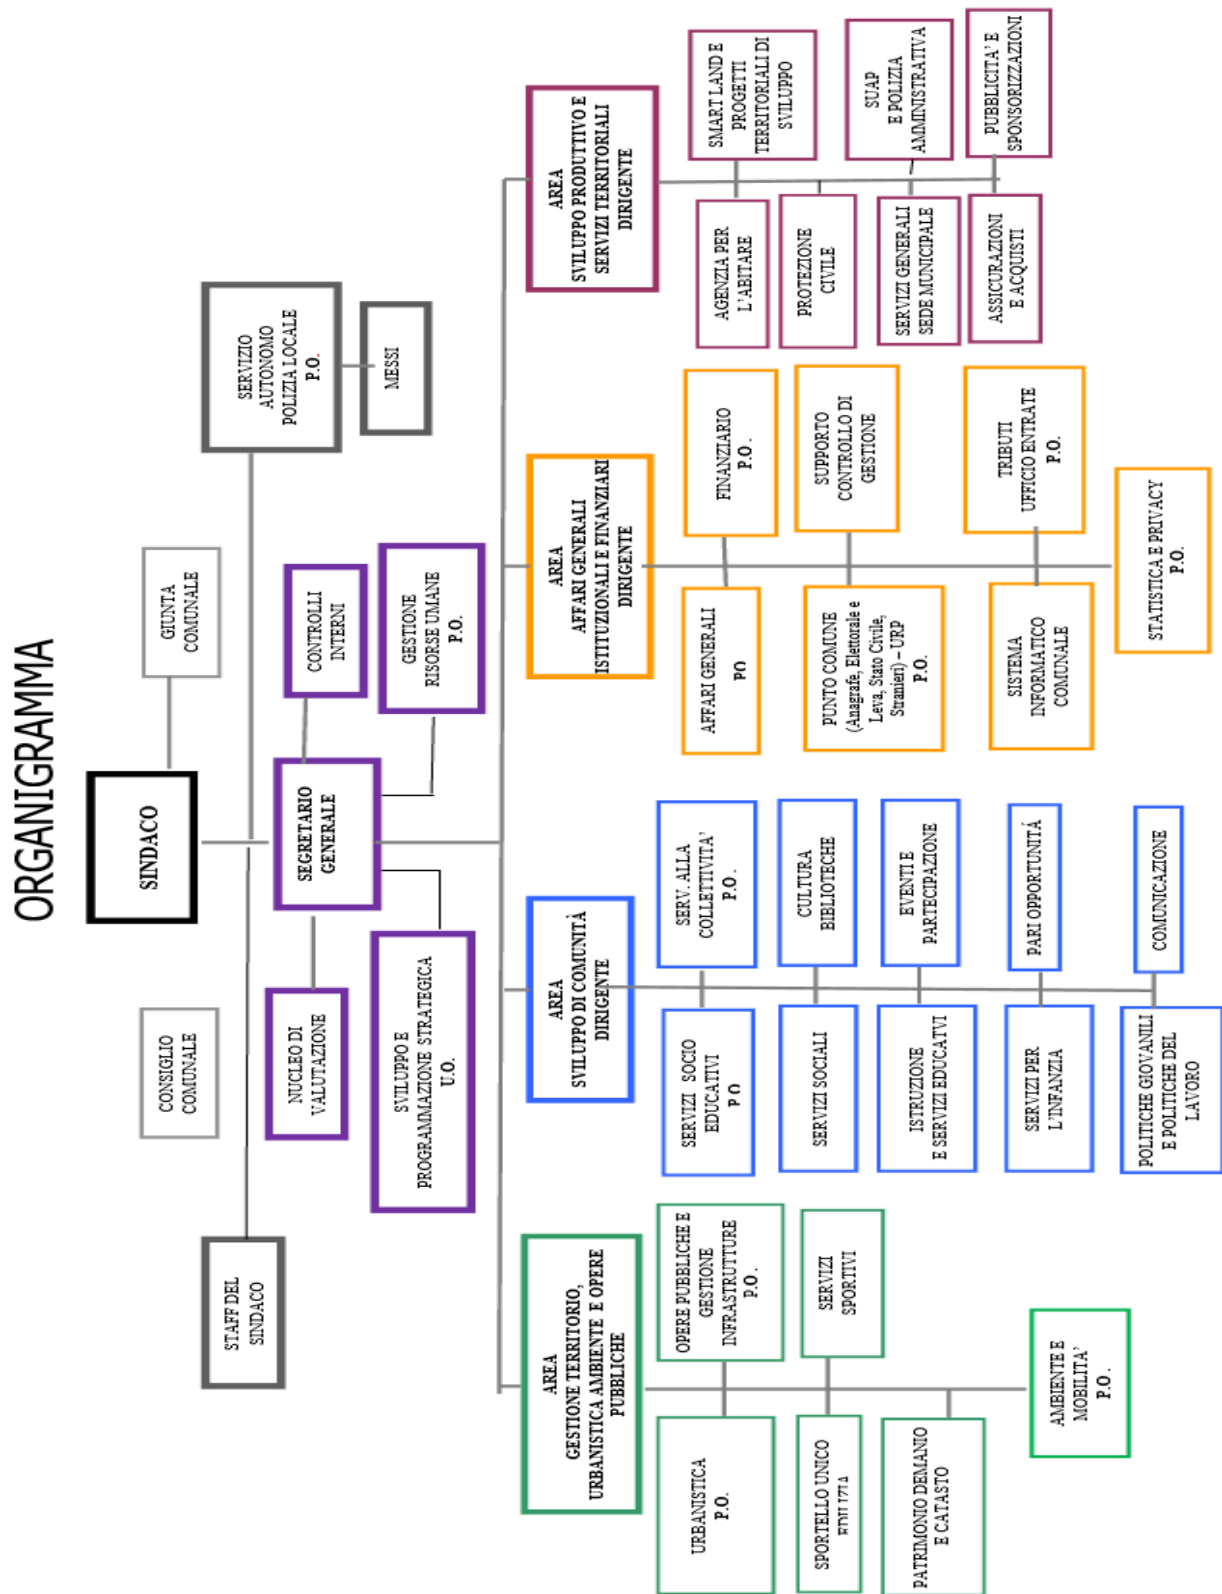 ORGANIGRAMMA
SINDACO
CONSIGLIO
COMUNALE
GIUNTA
COMUNALE
STAFF DEL
SINDACO
SERVIZIO
AUTONOMO
POLIZIA LOCALE
P.O.
MESSI
NUCLEO DI
VALUTAZIONE
SEGRETARIO
GENERALE
CONTROLLI
INTERNI
SVILUPPO E
PROGRAMMAZIONE STRATEGICA
U.O.
GESTIONE
RISORSE UMANE
P.O.
AREA
GESTIONE TERRITORIO,
URBANISTICA AMBIENTE E OPERE
PUBBLICHE
URBANISTICA
P.O.
OPERE PUBBLICHE E
GESTIONE
INFRASTRUTTURE
P.O.
SPORTELLO UNICO
EDILIZIA
SERVIZI
SPORTIVI
PATRIMONIO DEMANIO
E CATASTO
AMBIENTE E
MOBILITA'
P.O.
AREA
SVILUPPO DI COMUNITÀ
DIRIGENTE
SERVIZI SOCIO
EDUCATIVI
P.O
SERV. ALLA
COLLETTIVITA'
P.O.
SERVIZI SOCIALI
CULTURA
BIBLIOTECHE
ISTRUZIONE
E SERVIZI EDUCATVI
EVENTI E
PARTECIPAZIONE
SERVIZI PER
L'INFANZIA
PARI OPPORTUNITÁ
POLITICHE GIOVANILI
E POLITICHE DEL
LAVORO
COMUNICAZIONE
AREA
AFFARI GENERALI
ISTITUZIONALI E FINANZIARI
DIRIGENTE
AFFARI GENERALI
PO
FINANZIARIO
P.O.
PUNTO COMUNE
(Anagrafe, Elettorale e
Leva, Stato Civile,
Stranieri) – URP
P.O.
SUPPORTO
CONTROLLO DI
GESTIONE
SISTEMA
INFORMATICO
COMUNALE
TRIBUTI
UFFICIO ENTRATE
P.O.
STATISTICA E PRIVACY
P.O.
AREA
SVILUPPO PRODUTTIVO E
SERVIZI TERRITORIALI
DIRIGENTE
AGENZIA PER
L'ABITARE
SMART LAND E
PROGETTI
TERRITORIALI DI
SVILUPPO
PROTEZIONE
CIVILE
SERVIZI GENERALI
SEDE MUNICIPALE
SUAP
E POLIZIA
AMMINISTRATIVA
ASSICURAZIONI
E ACQUISTI
PUBBLICITA' E
SPONSORIZZAZIONI